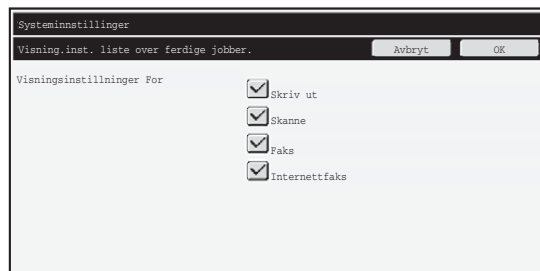 Systeminnstillinger
Visning.inst. liste over ferdige jobber. Avbryt OK
Visningsinstillninger For
Skriv ut
Skanne
Faks
Internettfaks